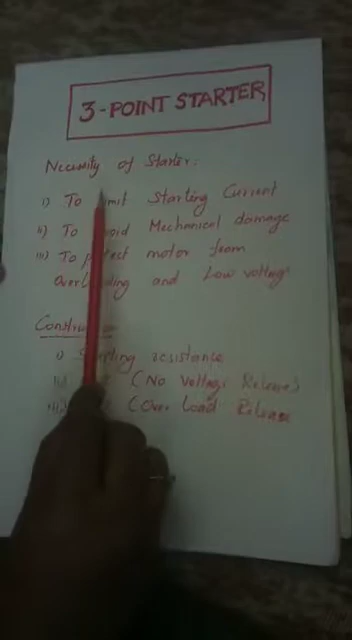 3-POINT STARTER
Necessity of Starter:
i) To limit Starting Current
ii) To avoid Mechanical damage
iii) To protect motor from
Overloading and Low voltage
Construction
i) Starting resistance
(No Voltage Release)
(Over Load Release